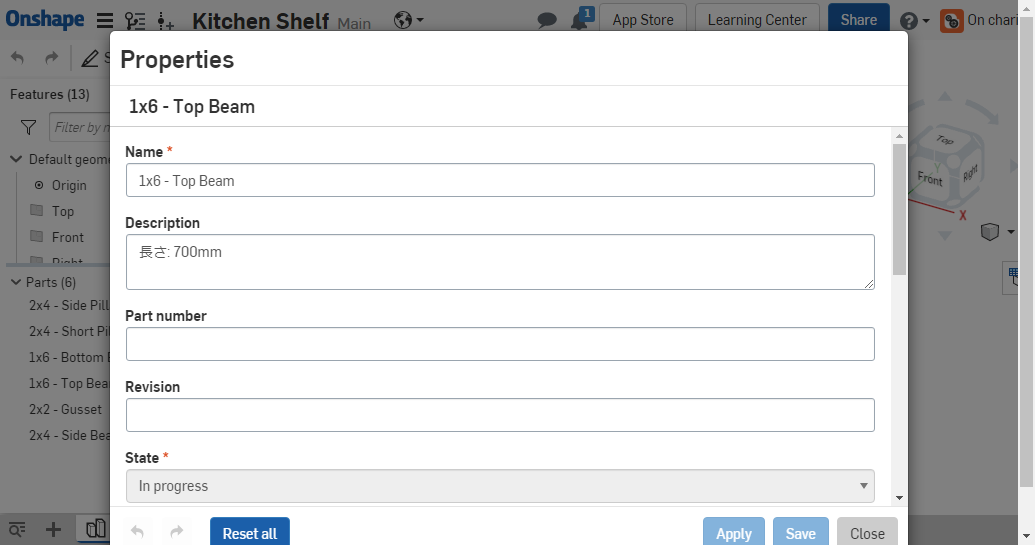 Onshape Kitchen Shelf Main 1 App Store Learning Center Share On chari
Properties
Features (13)
1x6 - Top Beam
Filter by n
Name *
Default geome
1x6 - Top Beam
Origin
Top
Front
Right
Description
長さ: 700mm
Parts (6)
2x4 - Side Pill
2x4 - Short Pi
1x6 - Bottom B
1x6 - Top Bea
2x2 - Gusset
2x4 - Side Bea
Part number
Revision
State *
In progress
Reset all Apply Save Close
Top
Front
Right
X
Y